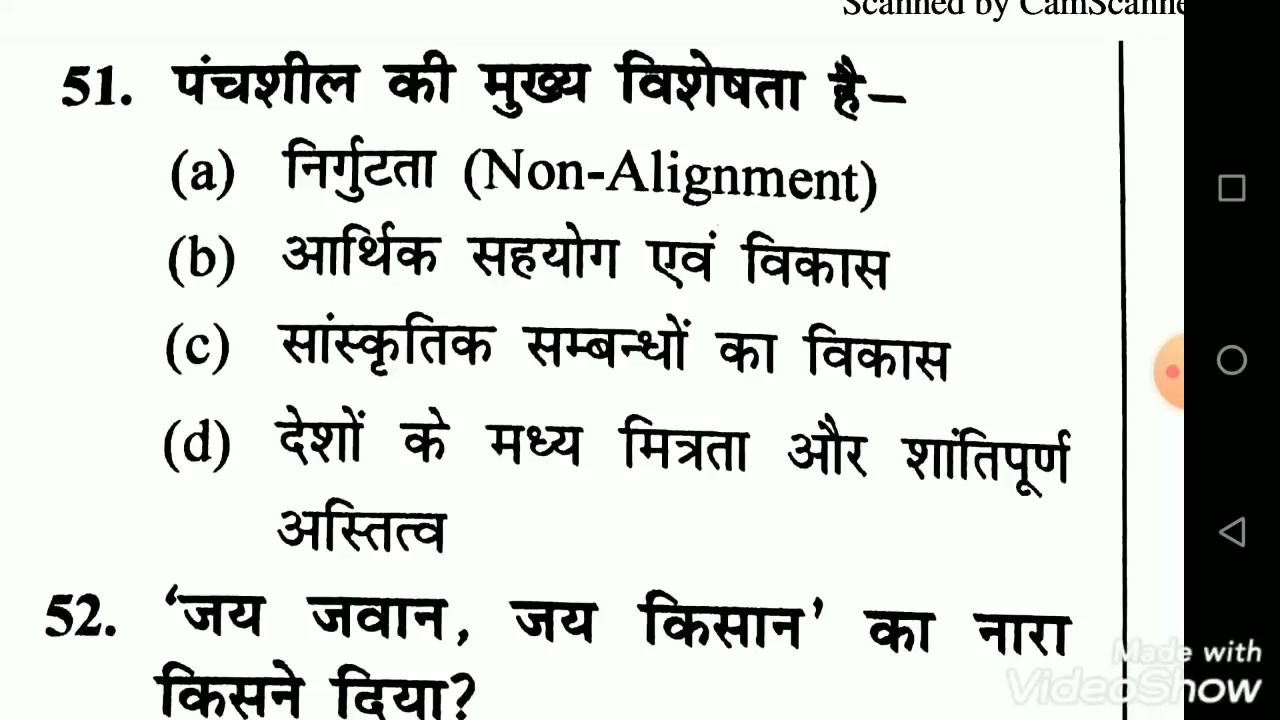 Scanned by CamScanne
51. पंचशील की मुख्य विशेषता है–
(a) निर्गुटता (Non-Alignment)
(b) आर्थिक सहयोग एवं विकास
(c) सांस्कृतिक सम्बन्धों का विकास
(d) देशों के मध्य मित्रता और शांतिपूर्ण
अस्तित्व
52. ‘जय जवान, जय किसान’ का नारा
किसने दिया?
Made with
VideoShow